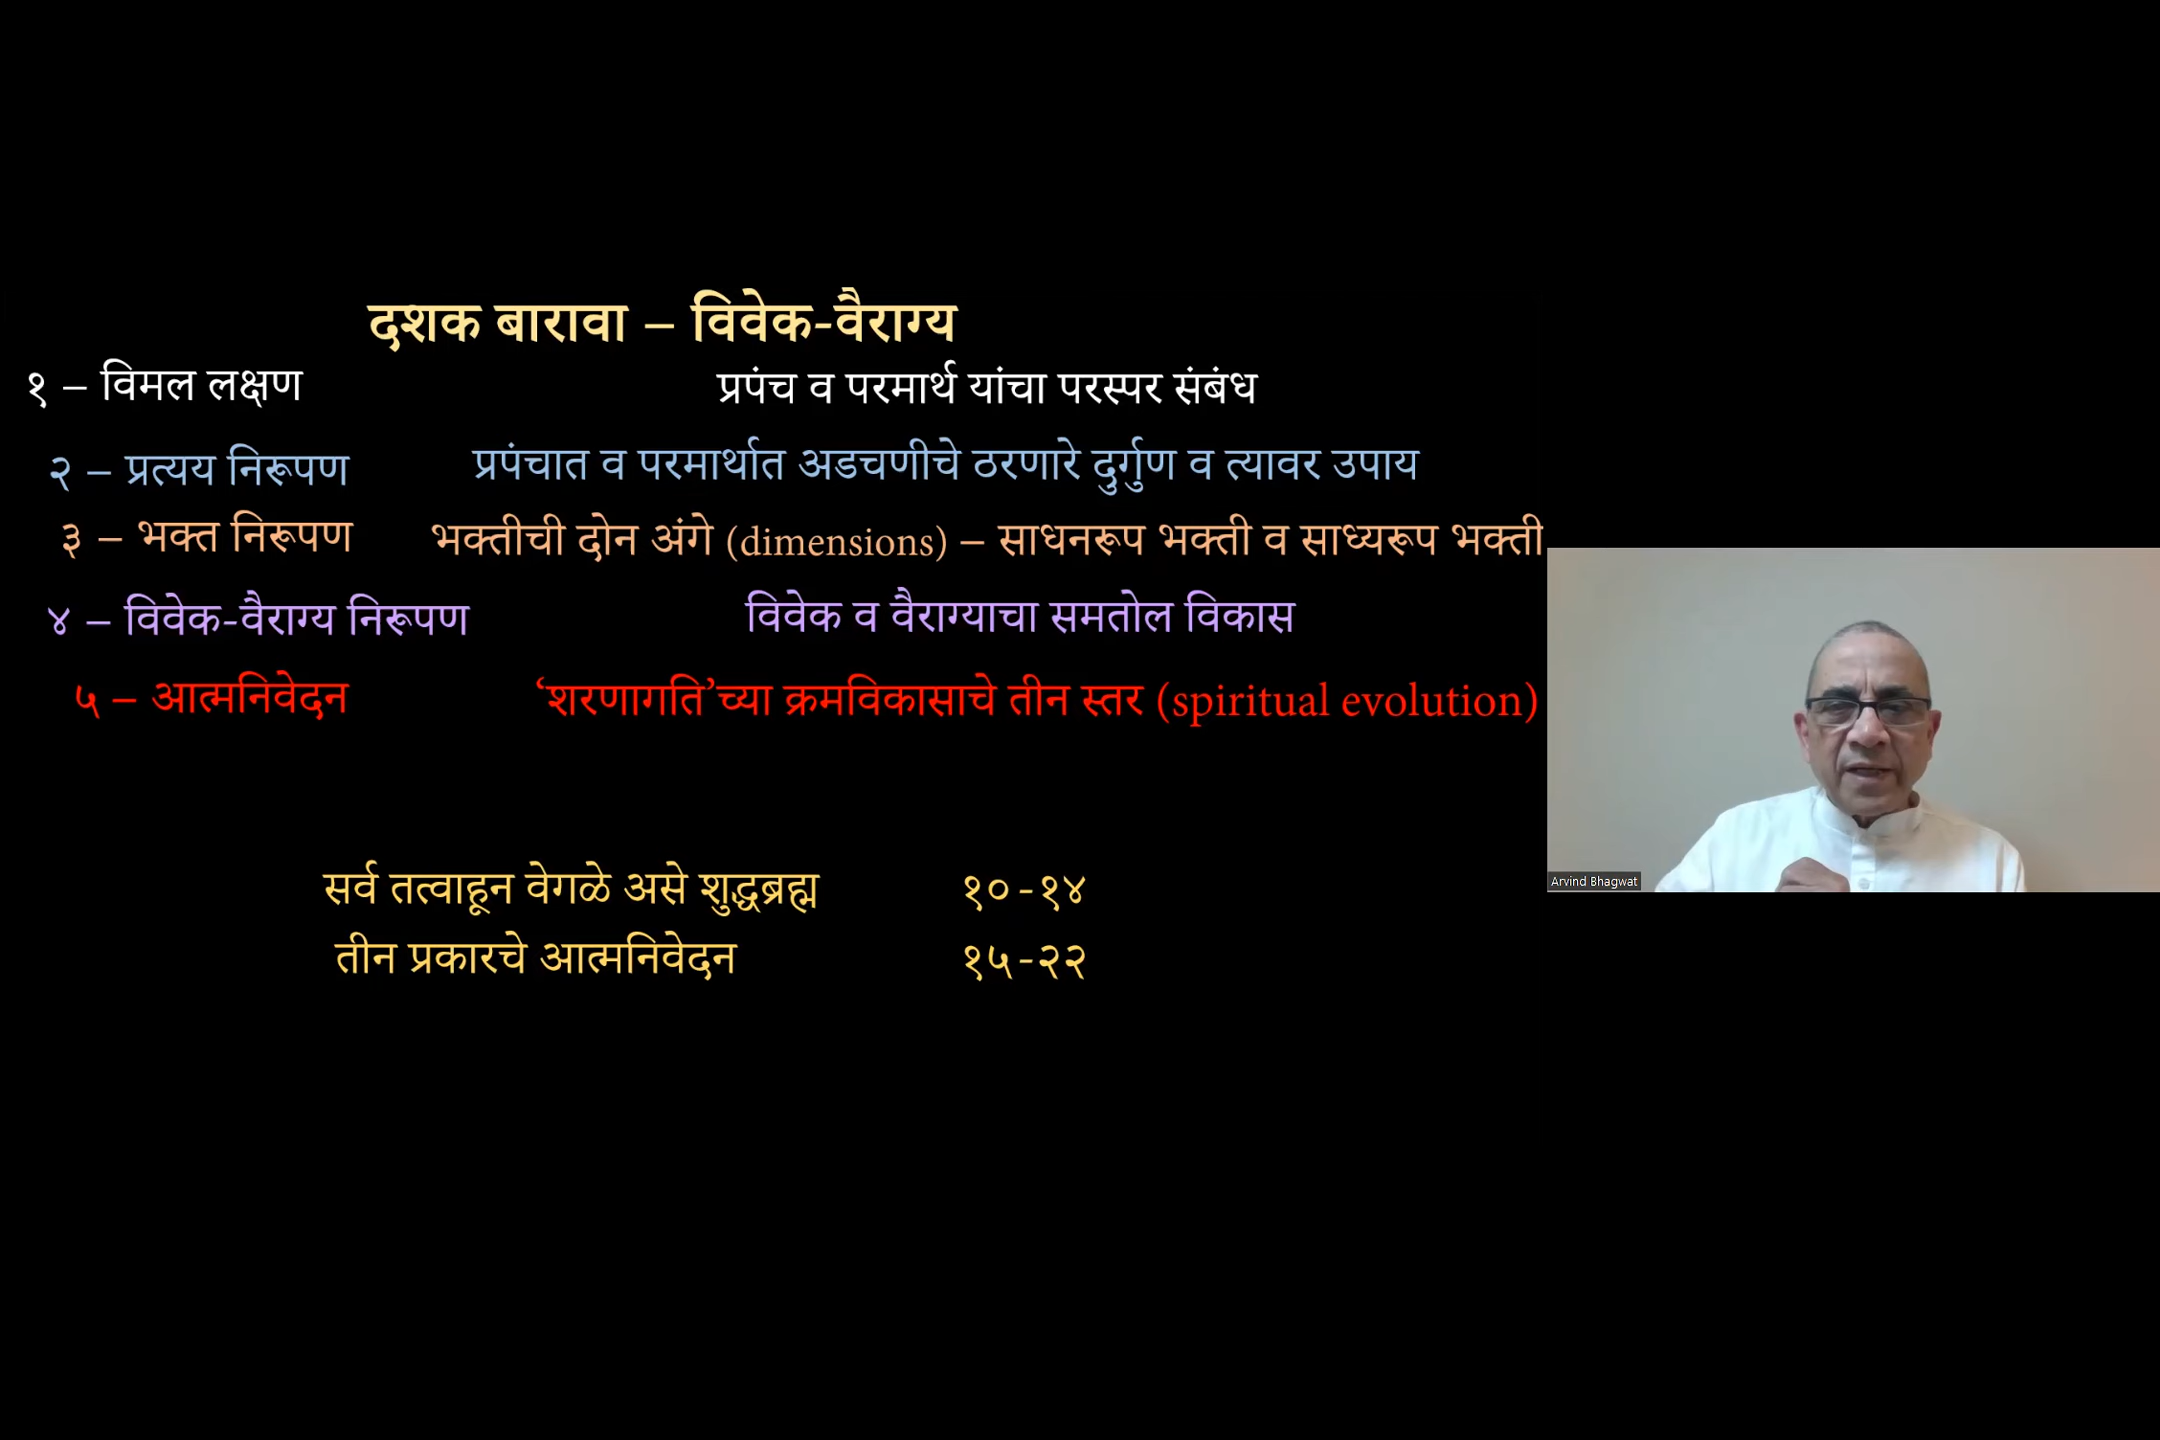 दशक बारावा – विवेक-वैराग्य
१ – विमल लक्षण प्रपंच व परमार्थ यांचा परस्पर संबंध
२ – प्रत्यय निरूपण प्रपंचात व परमार्थात अडचणीचे ठरणारे दुर्गुण व त्यावर उपाय
३ – भक्त निरूपण भक्तीची दोन अंगे (dimensions) – साधनरूप भक्ती व साध्यरूप भक्ती
४ – विवेक-वैराग्य निरूपण विवेक व वैराग्याचा समतोल विकास
५ – आत्मनिवेदन ‘शरणागति’च्या क्रमविकासाचे तीन स्तर (spiritual evolution)
Arvind Bhagwat
सर्व तत्वाहून वेगळे असे शुद्धब्रह्म १०-१४
तीन प्रकारचे आत्मनिवेदन १५-२२